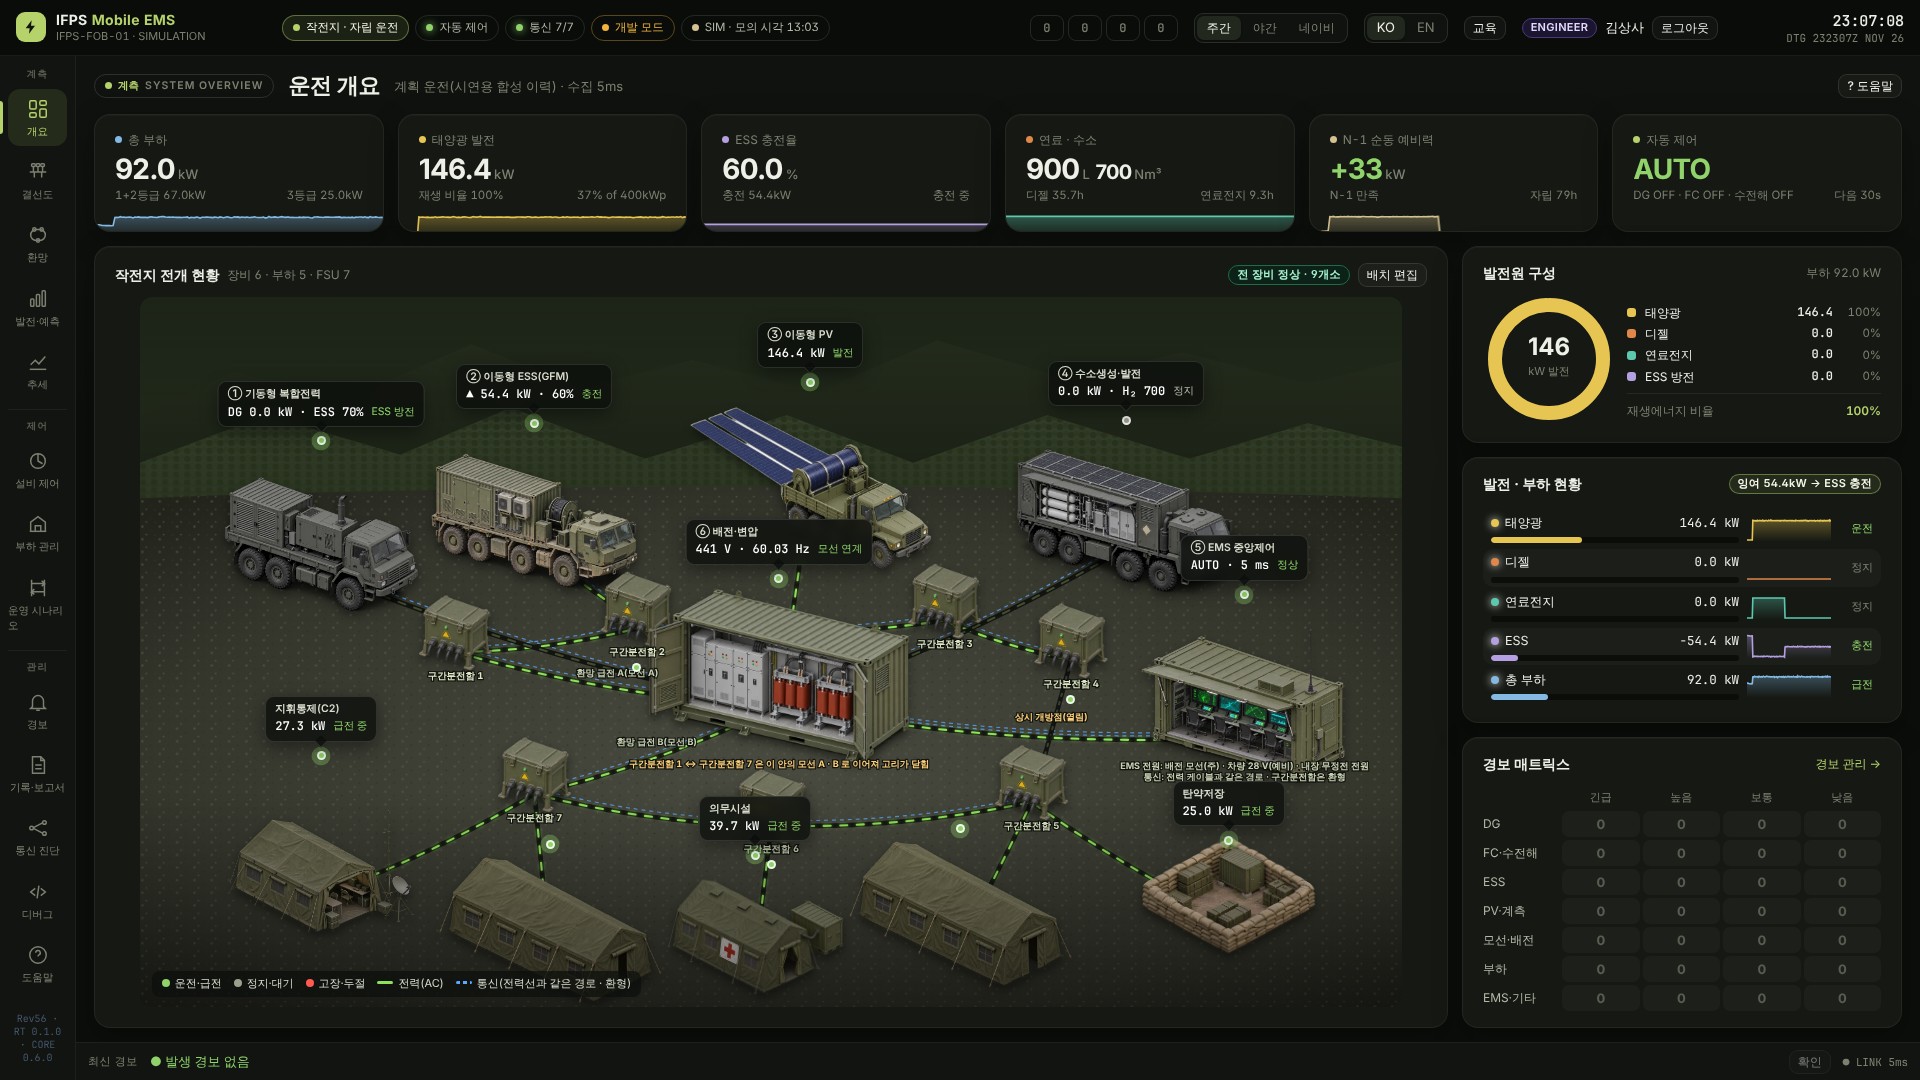 IFPS Mobile EMS
IFPS-FOB-01 · SIMULATION
작전지 · 자립 운전
자동 제어
통신 7/7
개발 모드
SIM · 모의 시각 13:03
0 0 0 0
주간 야간 네이비
KO EN
교육
ENGINEER 김상사 로그아웃
23:07:08
DTG 232307Z NOV 26
계측
개요
결선도
환망
발전·예측
추세
제어
설비 제어
부하 관리
운영 시나리
오
관리
경보
기록·보고서
통신 진단
디버그
도움말
Rev56 ·
RT 0.1.0
· CORE
0.6.0
계측 SYSTEM OVERVIEW
운전 개요
계획 운전(시연용 합성 이력) · 수집 5ms
? 도움말
총 부하
92.0 kW
1+2등급 67.0kW 3등급 25.0kW
태양광 발전
146.4 kW
재생 비율 100% 37% of 400kWp
ESS 충전율
60.0 %
충전 54.4kW 충전 중
연료 · 수소
900 L 700 Nm³
디젤 35.7h 연료전지 9.3h
N-1 순동 예비력
+33 kW
N-1 만족 자립 79h
자동 제어
AUTO
DG OFF · FC OFF · 수전해 OFF 다음 30s
작전지 전개 현황 장비 6 · 부하 5 · FSU 7
전 장비 정상 · 9개소
배치 편집
③ 이동형 PV
146.4 kW 발전
② 이동형 ESS(GFM)
▲ 54.4 kW · 60% 충전
④ 수소생성·발전
0.0 kW · H₂ 700 정지
① 기동형 복합전력
DG 0.0 kW · ESS 70% ESS 방전
⑥ 배전·변압
441 V · 60.03 Hz 모선 연계
⑤ EMS 중앙제어
AUTO · 5 ms 정상
구간분전함 2
구간분전함 3
환망 급전 A(모선 A)
구간분전함 1
구간분전함 4
지휘통제(C2)
27.3 kW 급전 중
상시 개방점(열림)
환망 급전 B(모선 B)
구간분전함 1 ↔ 구간분전함 7 은 이 안의 모선 A · B 로 이어져 고리가 닫힘
EMS 전원: 배전 모선(주) · 차량 28 V(예비) · 내장 무정전 전원
통신: 전력 케이블과 같은 경로 · 구간분전함은 환형
탄약저장
25.0 kW 급전 중
의무시설
39.7 kW 급전 중
구간분전함 7
구간분전함 5
구간분전함 6
운전·급전
정지·대기
고장·두절
전력(AC)
통신(전력선과 같은 경로 · 환형)
발전원 구성
부하 92.0 kW
146
kW 발전
태양광 146.4 100%
디젤 0.0 0%
연료전지 0.0 0%
ESS 방전 0.0 0%
재생에너지 비율 100%
발전 · 부하 현황
잉여 54.4kW → ESS 충전
태양광 146.4 kW 운전
디젤 0.0 kW 정지
연료전지 0.0 kW 정지
ESS -54.4 kW 충전
총 부하 92.0 kW 급전
경보 매트릭스
경보 관리 →
긴급 높음 보통 낮음
DG 0 0 0 0
FC·수전해 0 0 0 0
ESS 0 0 0 0
PV·계측 0 0 0 0
모선·배전 0 0 0 0
부하 0 0 0 0
EMS·기타 0 0 0 0
최신 경보
발생 경보 없음
확인
LINK 5ms